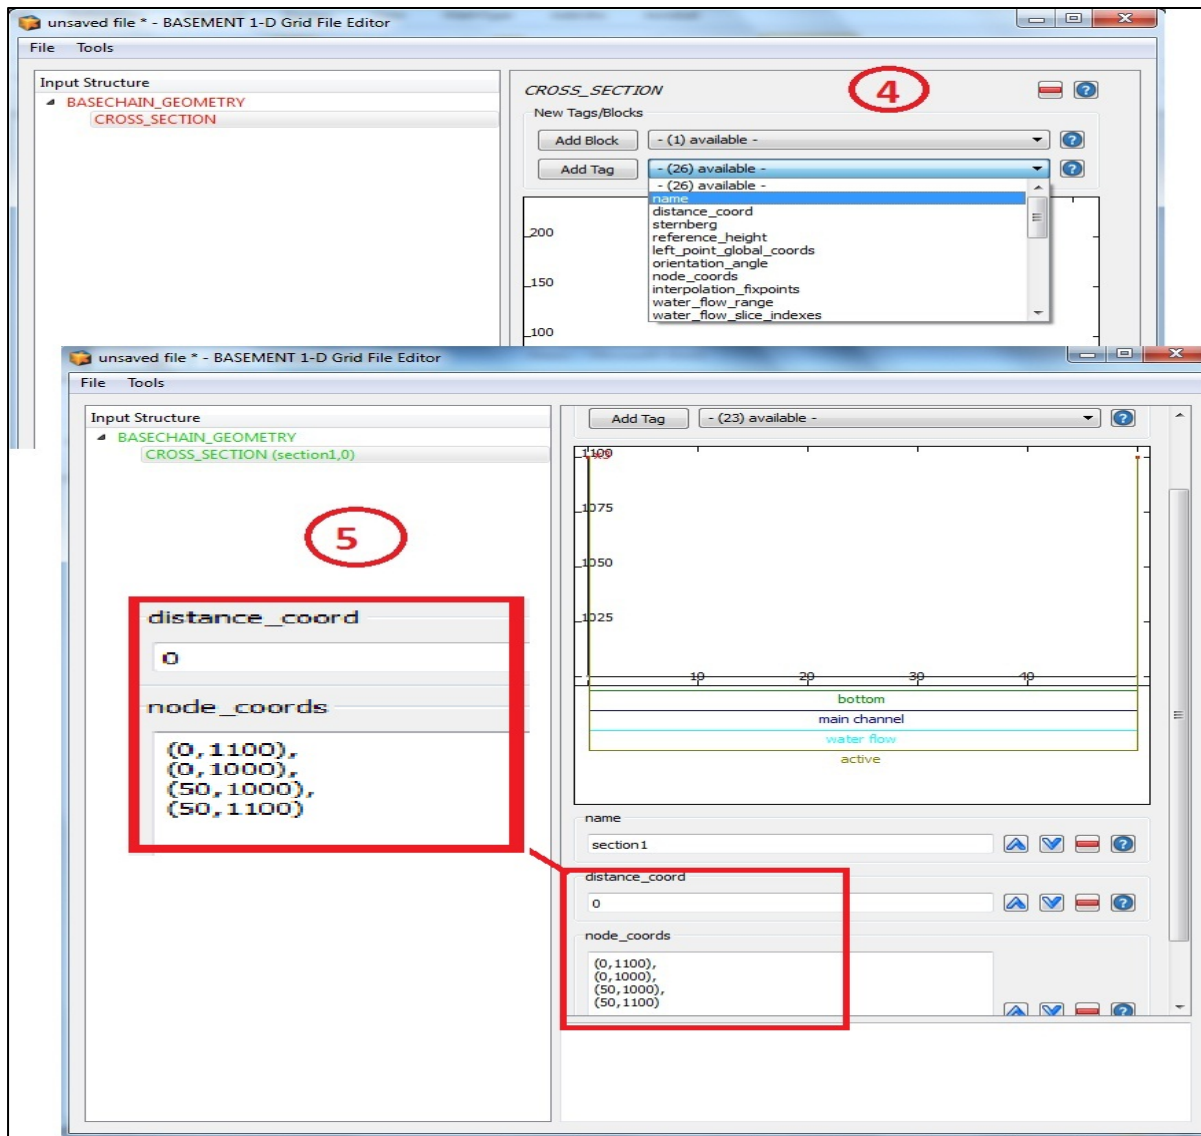 unsaved file * - BASEMENT 1-D Grid File Editor
File Tools
Input Structure
BASECHAIN_GEOMETRY
CROSS_SECTION
CROSS_SECTION
4
New Tags/Blocks
Add Block - (1) available -
Add Tag - (26) available -
- (26) available -
name
distance_coord
sternberg
reference_height
left_point_global_coords
orientation_angle
node_coords
interpolation_fixpoints
water_flow_range
water_flow_slice_indexes
200
150
100
unsaved file * - BASEMENT 1-D Grid File Editor
File Tools
Input Structure
BASECHAIN_GEOMETRY
CROSS_SECTION (section1,0)
5
distance_coord
0
node_coords
(0,1100),
(0,1000),
(50,1000),
(50,1100)
Add Tag - (23) available -
1100
1075
1050
1025
10 20 30 40
bottom
main channel
water flow
active
name
section1
distance_coord
0
node_coords
(0,1100),
(0,1000),
(50,1000),
(50,1100)